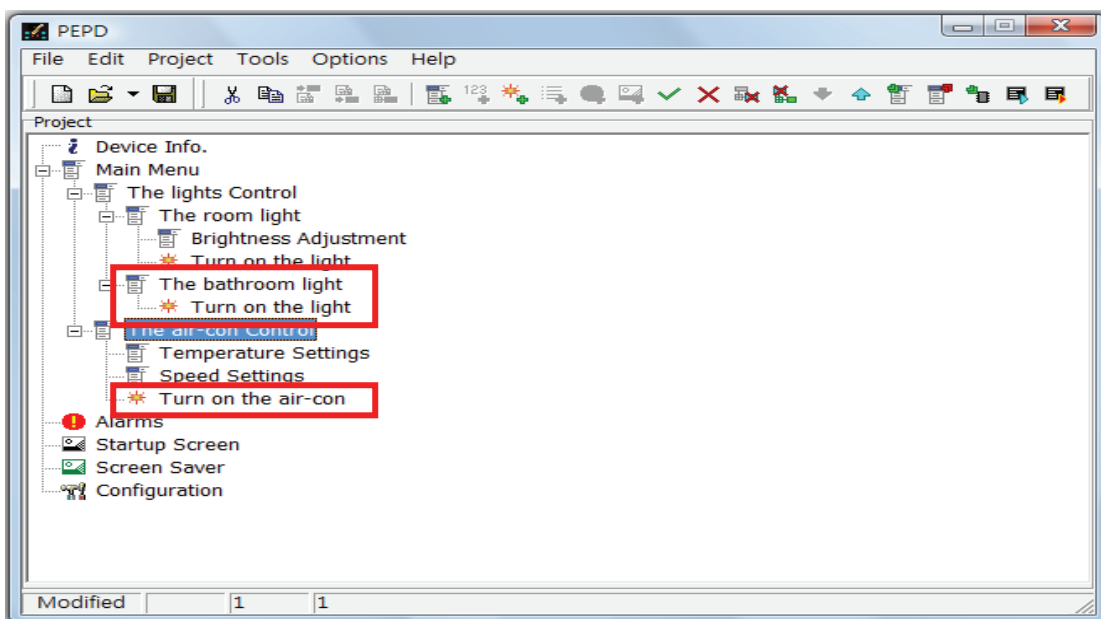 PEPD
File Edit Project Tools Options Help
123
Project
Device Info.
Main Menu
The lights Control
The room light
Brightness Adjustment
Turn on the light
The bathroom light
Turn on the light
The air-con Control
Temperature Settings
Speed Settings
Turn on the air-con
Alarms
Startup Screen
Screen Saver
Configuration
Modified 1 1